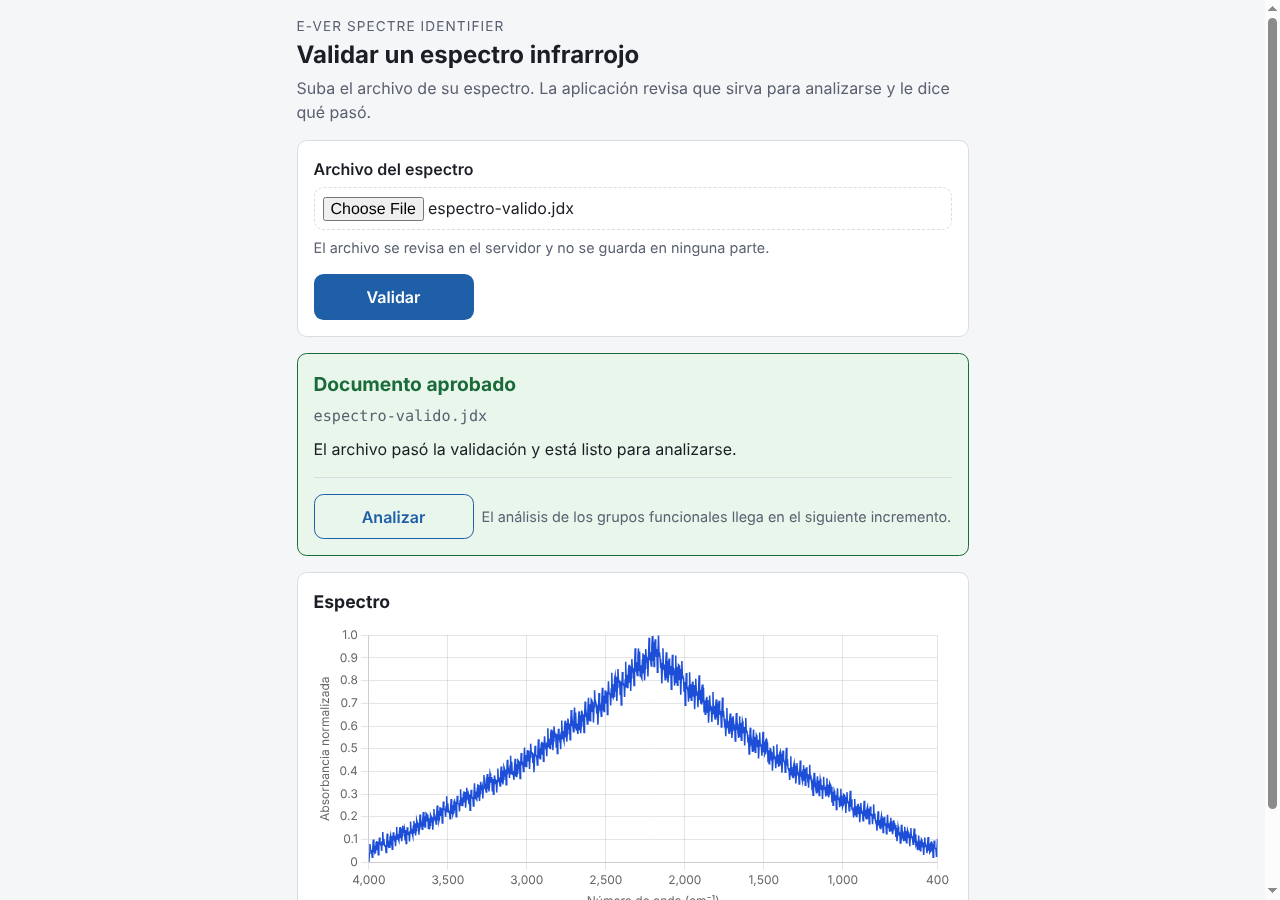 E-VER SPECTRE IDENTIFIER
Validar un espectro infrarrojo
Suba el archivo de su espectro. La aplicación revisa que sirva para analizarse y le dice
qué pasó.
Archivo del espectro
Choose File espectro-valido.jdx
El archivo se revisa en el servidor y no se guarda en ninguna parte.
Validar
Documento aprobado
espectro-valido.jdx
El archivo pasó la validación y está listo para analizarse.
Analizar El análisis de los grupos funcionales llega en el siguiente incremento.
Espectro
Absorbancia normalizada
1.0
0.9
0.8
0.7
0.6
0.5
0.4
0.3
0.2
0.1
0
4,000 3,500 3,000 2,500 2,000 1,500 1,000 400